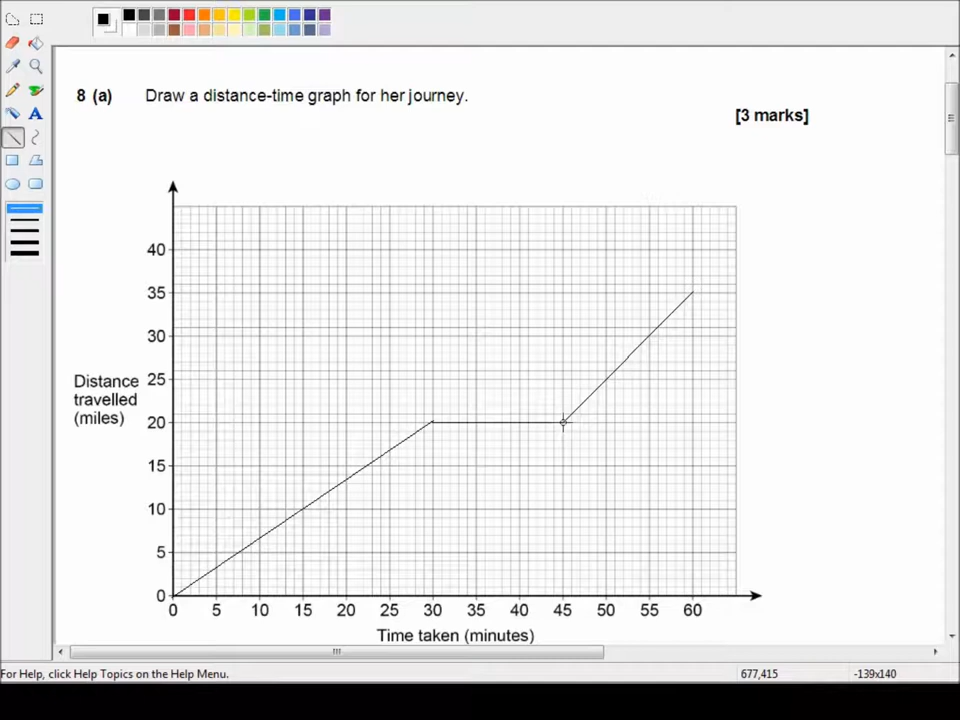 8 (a) Draw a distance-time graph for her journey.
[3 marks]
40
35
30
Distance travelled (miles)
25
20
15
10
5
0
0 5 10 15 20 25 30 35 40 45 50 55 60
Time taken (minutes)
For Help, click Help Topics on the Help Menu.
677,415
-139x140